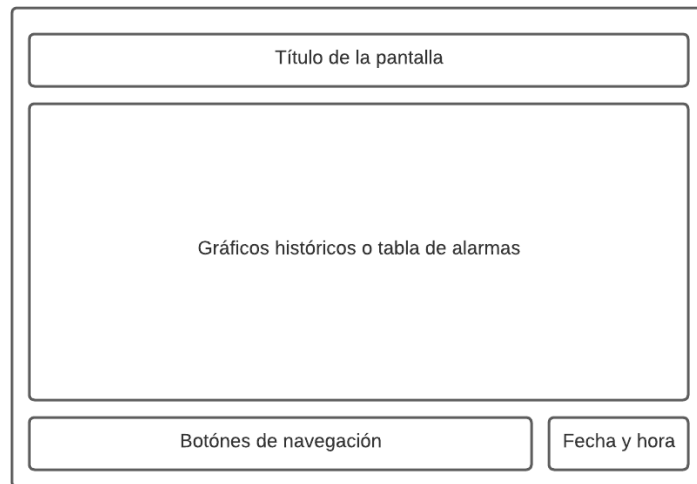 Título de la pantalla
Gráficos históricos o tabla de alarmas
Botónes de navegación
Fecha y hora